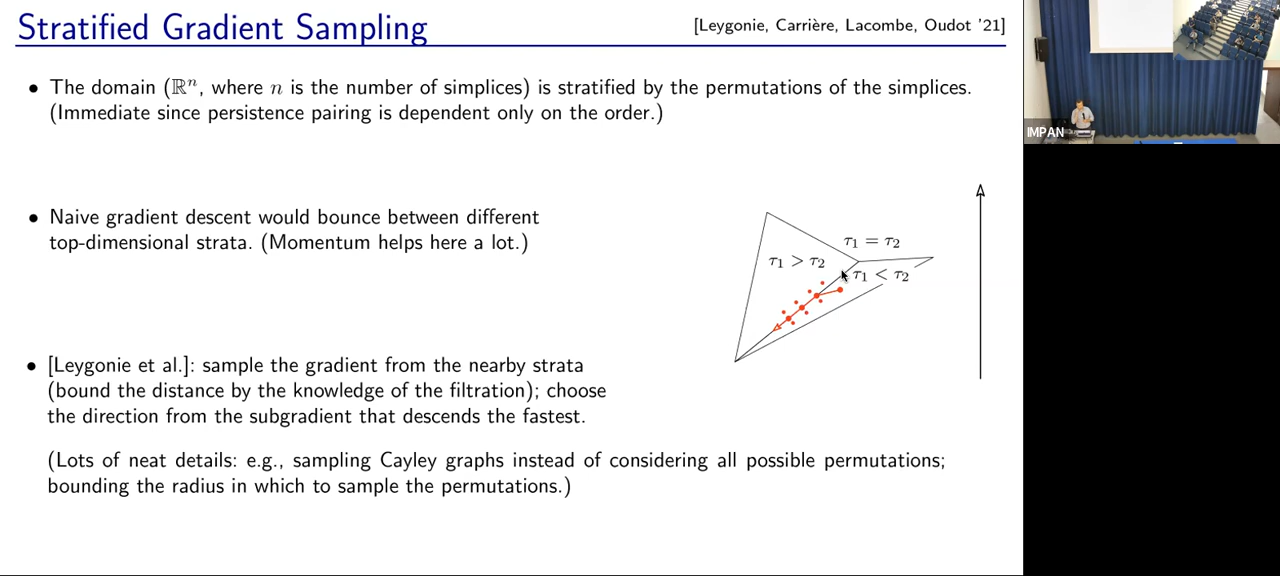 Stratified Gradient Sampling
[Leygonie, Carrière, Lacombe, Oudot '21]
• The domain (ℝⁿ, where n is the number of simplices) is stratified by the permutations of the simplices.
(Immediate since persistence pairing is dependent only on the order.)
• Naive gradient descent would bounce between different
top-dimensional strata. (Momentum helps here a lot.)
τ₁ = τ₂
τ₁ > τ₂
τ₁ < τ₂
• [Leygonie et al.]: sample the gradient from the nearby strata
(bound the distance by the knowledge of the filtration); choose
the direction from the subgradient that descends the fastest.
(Lots of neat details: e.g., sampling Cayley graphs instead of considering all possible permutations;
bounding the radius in which to sample the permutations.)
IMPAN